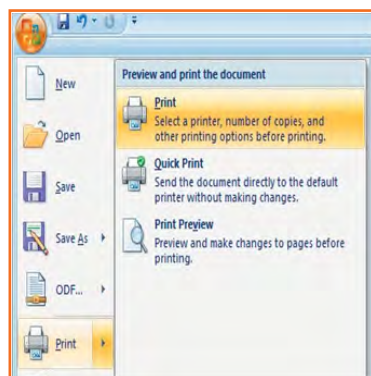 New
Open
Save
Save As
ODF...
Print
Preview and print the document
Print
Select a printer, number of copies, and
other printing options before printing.
Quick Print
Send the document directly to the default
printer without making changes.
Print Preview
Preview and make changes to pages before
printing.